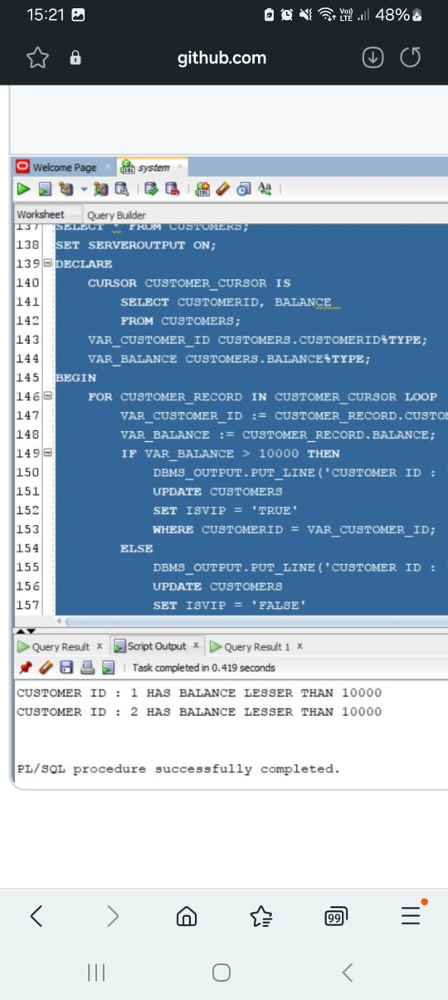 15:21 48%
Vo)) LTE
github.com
Welcome Page system
Worksheet Query Builder
137 SELECT * FROM CUSTOMERS;
138 SET SERVEROUTPUT ON;
139 DECLARE
140 CURSOR CUSTOMER_CURSOR IS
141 SELECT CUSTOMERID, BALANCE
142 FROM CUSTOMERS;
143 VAR_CUSTOMER_ID CUSTOMERS.CUSTOMERID%TYPE;
144 VAR_BALANCE CUSTOMERS.BALANCE%TYPE;
145 BEGIN
146 FOR CUSTOMER_RECORD IN CUSTOMER_CURSOR LOOP
147 VAR_CUSTOMER_ID := CUSTOMER_RECORD.CUSTOM
148 VAR_BALANCE := CUSTOMER_RECORD.BALANCE;
149 IF VAR_BALANCE > 10000 THEN
150 DBMS_OUTPUT.PUT_LINE('CUSTOMER ID : '
151 UPDATE CUSTOMERS
152 SET ISVIP = 'TRUE'
153 WHERE CUSTOMERID = VAR_CUSTOMER_ID;
154 ELSE
155 DBMS_OUTPUT.PUT_LINE('CUSTOMER ID :
156 UPDATE CUSTOMERS
157 SET ISVIP = 'FALSE'
Query Result x Script Output x Query Result 1 x
Task completed in 0.419 seconds
CUSTOMER ID : 1 HAS BALANCE LESSER THAN 10000
CUSTOMER ID : 2 HAS BALANCE LESSER THAN 10000
PL/SQL procedure successfully completed.
99